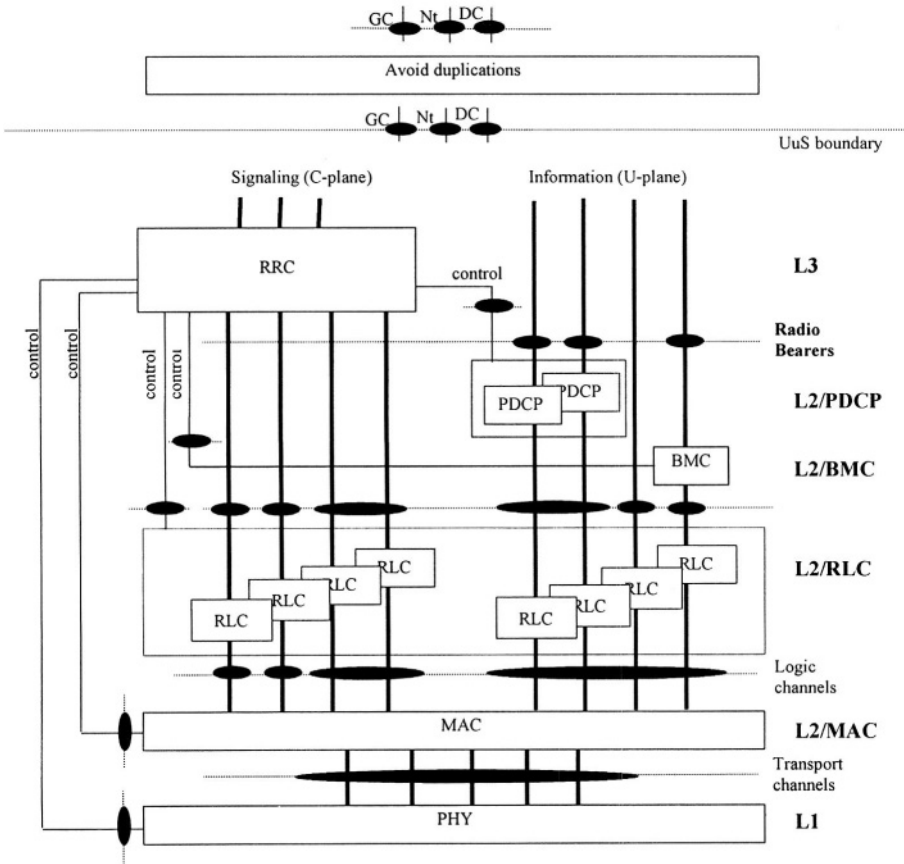 GC Nt DC
Avoid duplications
GC Nt DC
UuS boundary
Signaling (C-plane)
Information (U-plane)
RRC
control
L3
control
control
control
control
Radio
Bearers
PDCP
PDCP
L2/PDCP
BMC
L2/BMC
RLC
RLC
RLC
RLC
RLC
RLC
RLC
RLC
L2/RLC
Logic
channels
MAC
L2/MAC
Transport
channels
PHY
L1